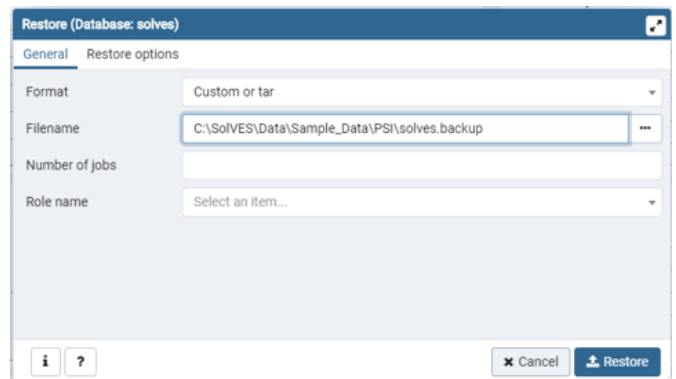 Restore (Database: solves)
General Restore options
Format Custom or tar
Filename C:\SolVES\Data\Sample_Data\PSI\solves.backup ...
Number of jobs
Role name Select an item...
i ? Cancel Restore